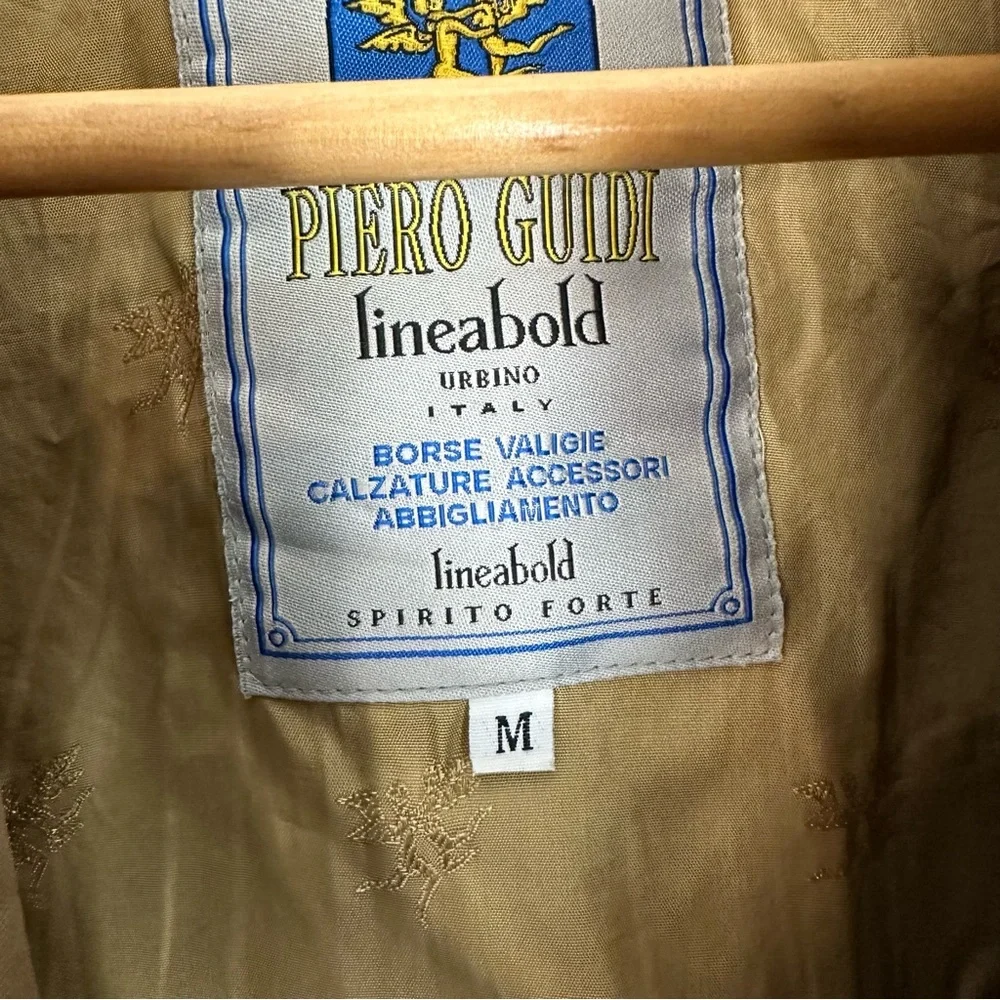 PIERO GUIDI
lineabold
URBINO
ITALY
BORSE VALIGIE
CALZATURE ACCESSORI
ABBIGLIAMENTO
lineabold
SPIRITO FORTE
M